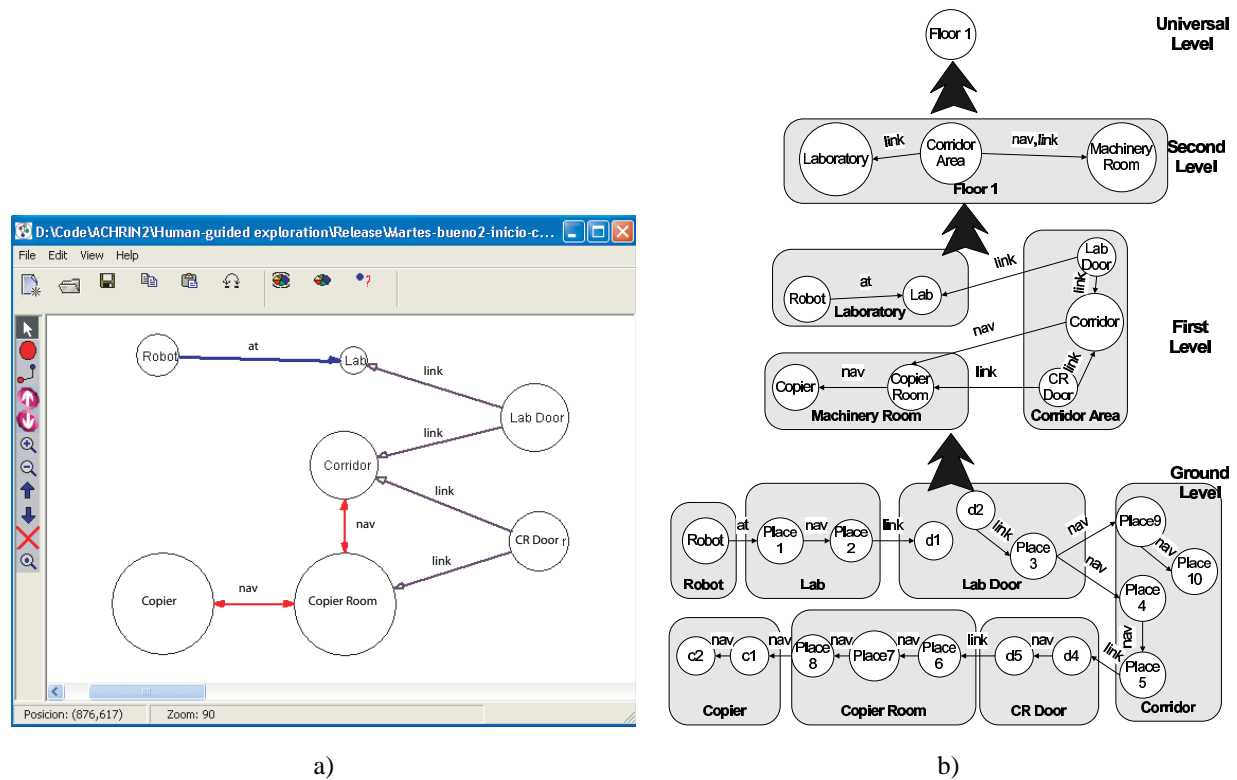 D:\Code\ACHRIN2\Human-guided exploration\Release\Martes-bueno2-inicio-c...
File Edit View Help
Robot
at
Lab
link
Lab Door
link
Corridor
link
nav
CR Door
r
link
Copier
nav
Copier Room
Posicion: (876,617)
Zoom: 90
a)
Floor 1
Universal
Level
Laboratory
link
Corridor
Area
nav,link
Machinery
Room
Floor 1
Second
Level
Robot
at
Lab
Laboratory
link
Lab
Door
link
Corridor
nav
link
CR
Door
Corridor Area
Copier
nav
Copier
Room
link
Machinery Room
First
Level
Ground
Level
Robot
Robot
at
Place
1
nav
Place
2
Lab
link
d1
d2
link
Place
3
Lab Door
nav
nav
Place9
nav
Place
10
Place
4
nav
Place
5
Corridor
link
d4
nav
d5
CR Door
link
Place
6
nav
Place7
nav
Place
8
Copier Room
nav
c1
nav
c2
Copier
b)